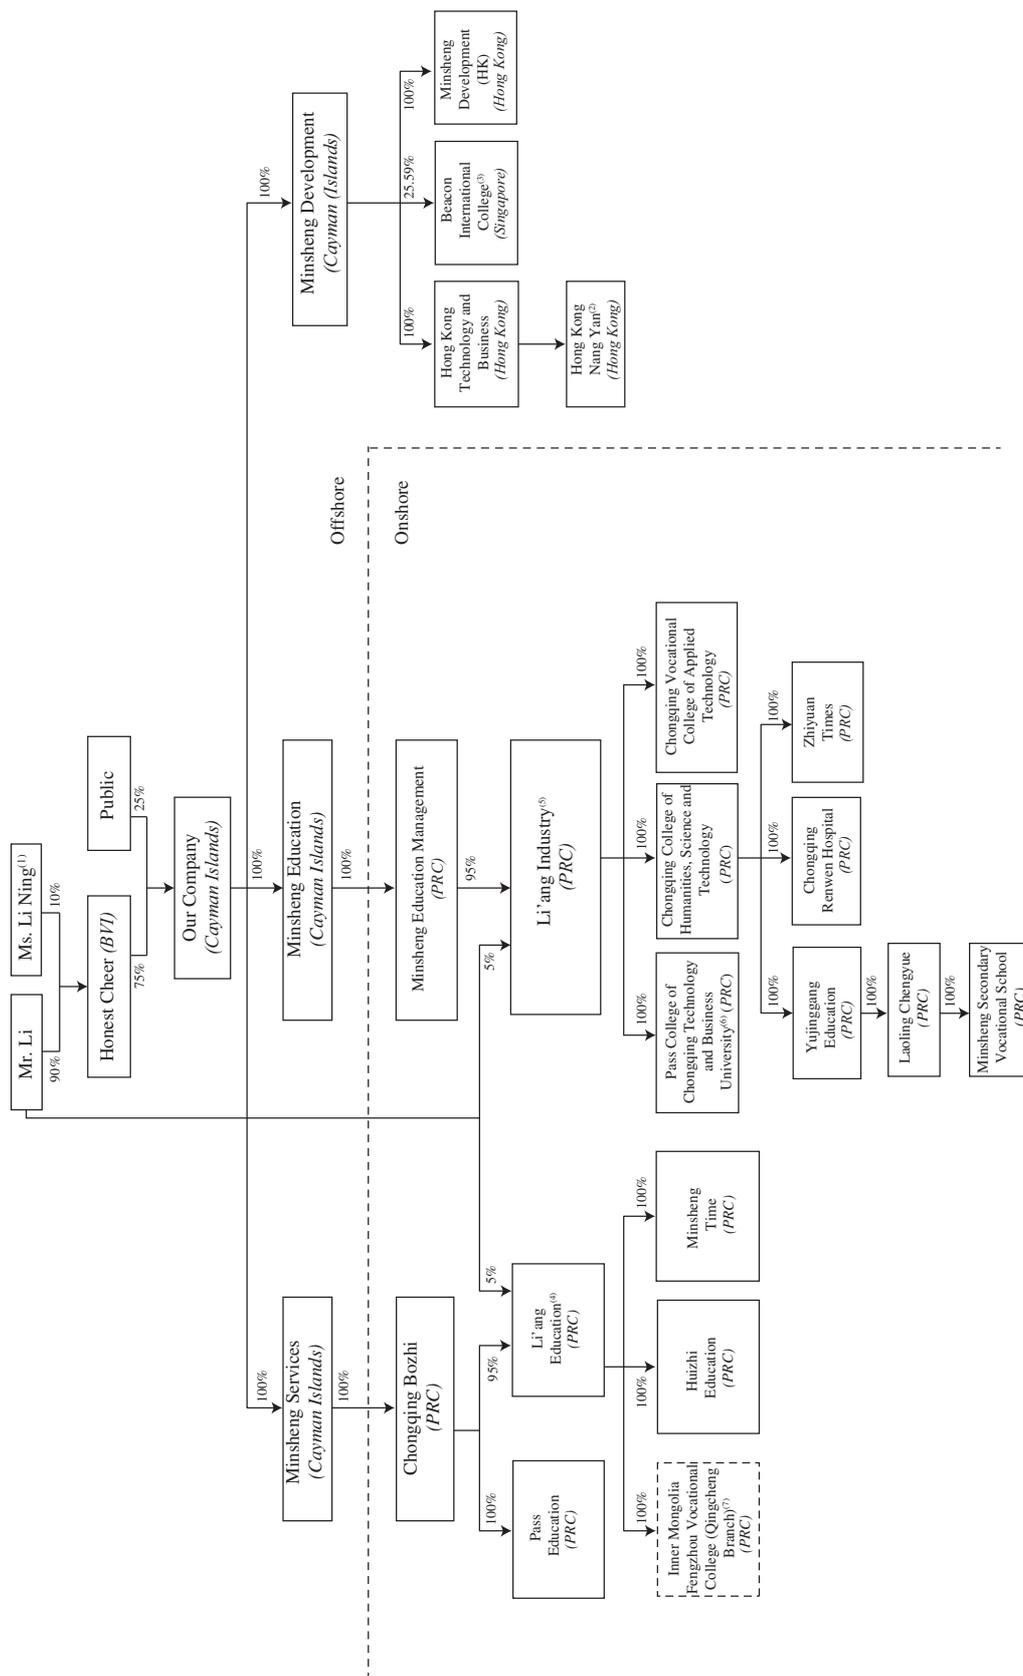 Mr. Li
Ms. Li Ning(1)
90%
10%
Honest Cheer (BVI)
Public
75%
25%
Our Company
(Cayman Islands)
100%
100%
100%
Minsheng Services
(Cayman Islands)
Minsheng Education
(Cayman Islands)
Minsheng Development
(Cayman (Islands)
100%
100%
Offshore
Onshore
100%
25.59%
100%
Chongqing Bozhi
(PRC)
Minsheng Education Management
(PRC)
Hong Kong
Technology and
Business
(Hong Kong)
Beacon
International
College(3)
(Singapore)
Minsheng
Development
(HK)
(Hong Kong)
100%
95%
5%
5%
95%
Pass
Education
(PRC)
Li’ang
Education(4)
(PRC)
Li’ang Industry(5)
(PRC)
Hong Kong
Nang Yan(2)
(Hong Kong)
100%
100%
100%
100%
100%
100%
Inner Mongolia
Fengzhou Vocational
College (Qingcheng
Branch)(7)
(PRC)
Huizhi
Education
(PRC)
Minsheng
Time
(PRC)
Pass College of
Chongqing Technology
and Business
University(6) (PRC)
Chongqing College of
Humanities, Science and
Technology
(PRC)
Chongqing Vocational
College of Applied
Technology
(PRC)
100%
100%
100%
Yujinggang
Education
(PRC)
Chongqing
Renwen Hospital
(PRC)
Zhiyuan
Times
(PRC)
100%
Laoling Chengyue
(PRC)
100%
Minsheng Secondary
Vocational School
(PRC)